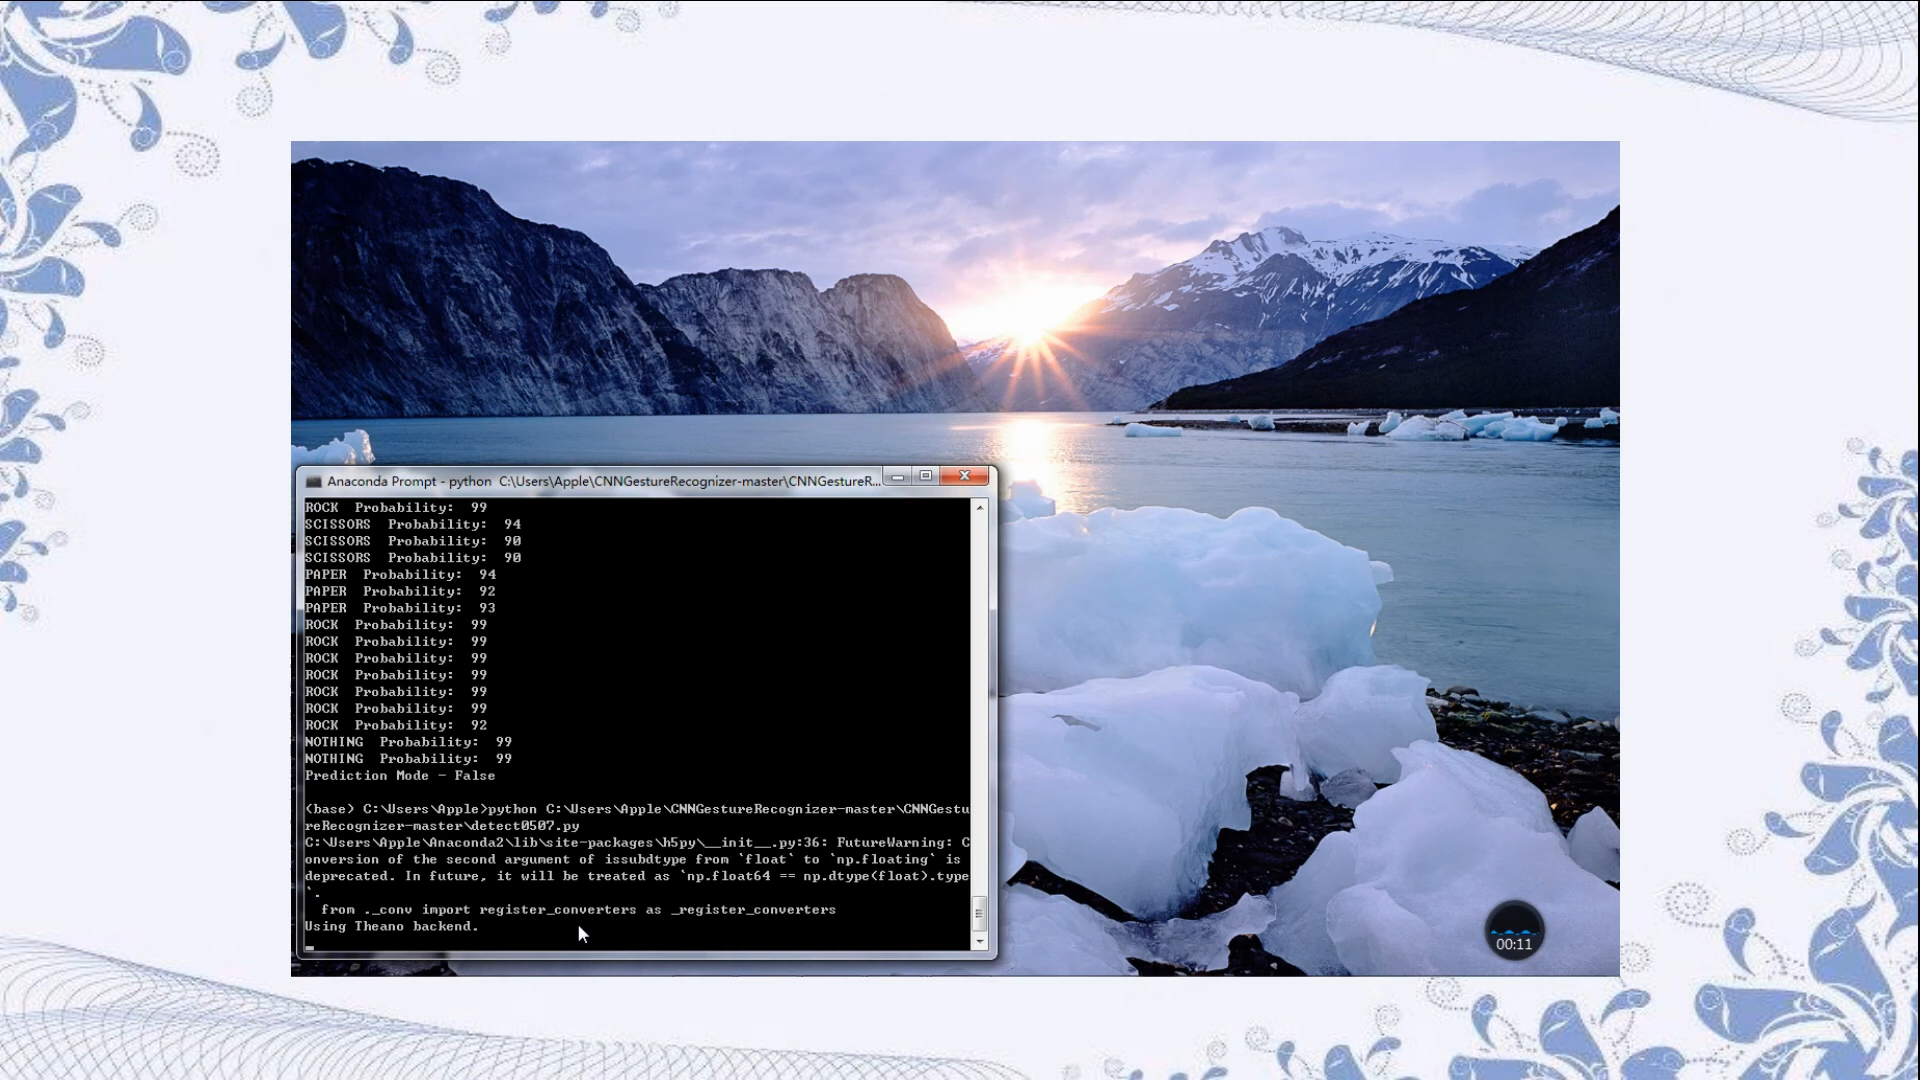 Anaconda Prompt - python  C:\Users\Apple\CNNGestureRecognizer-master\CNNGestureR...
ROCK  Probability:  99
SCISSORS  Probability:  94
SCISSORS  Probability:  90
SCISSORS  Probability:  90
PAPER  Probability:  94
PAPER  Probability:  92
PAPER  Probability:  93
ROCK  Probability:  99
ROCK  Probability:  99
ROCK  Probability:  99
ROCK  Probability:  99
ROCK  Probability:  99
ROCK  Probability:  99
ROCK  Probability:  92
NOTHING  Probability:  99
NOTHING  Probability:  99
Prediction Mode - False
(base) C:\Users\Apple>python C:\Users\Apple\CNNGestureRecognizer-master\CNNGestu
reRecognizer-master\detect0507.py
C:\Users\Apple\Anaconda2\lib\site-packages\h5py\__init__.py:36: FutureWarning: C
onversion of the second argument of issubdtype from `float` to `np.floating` is
deprecated. In future, it will be treated as `np.float64 == np.dtype(float).type
`.
  from ._conv import register_converters as _register_converters
Using Theano backend.
00:11